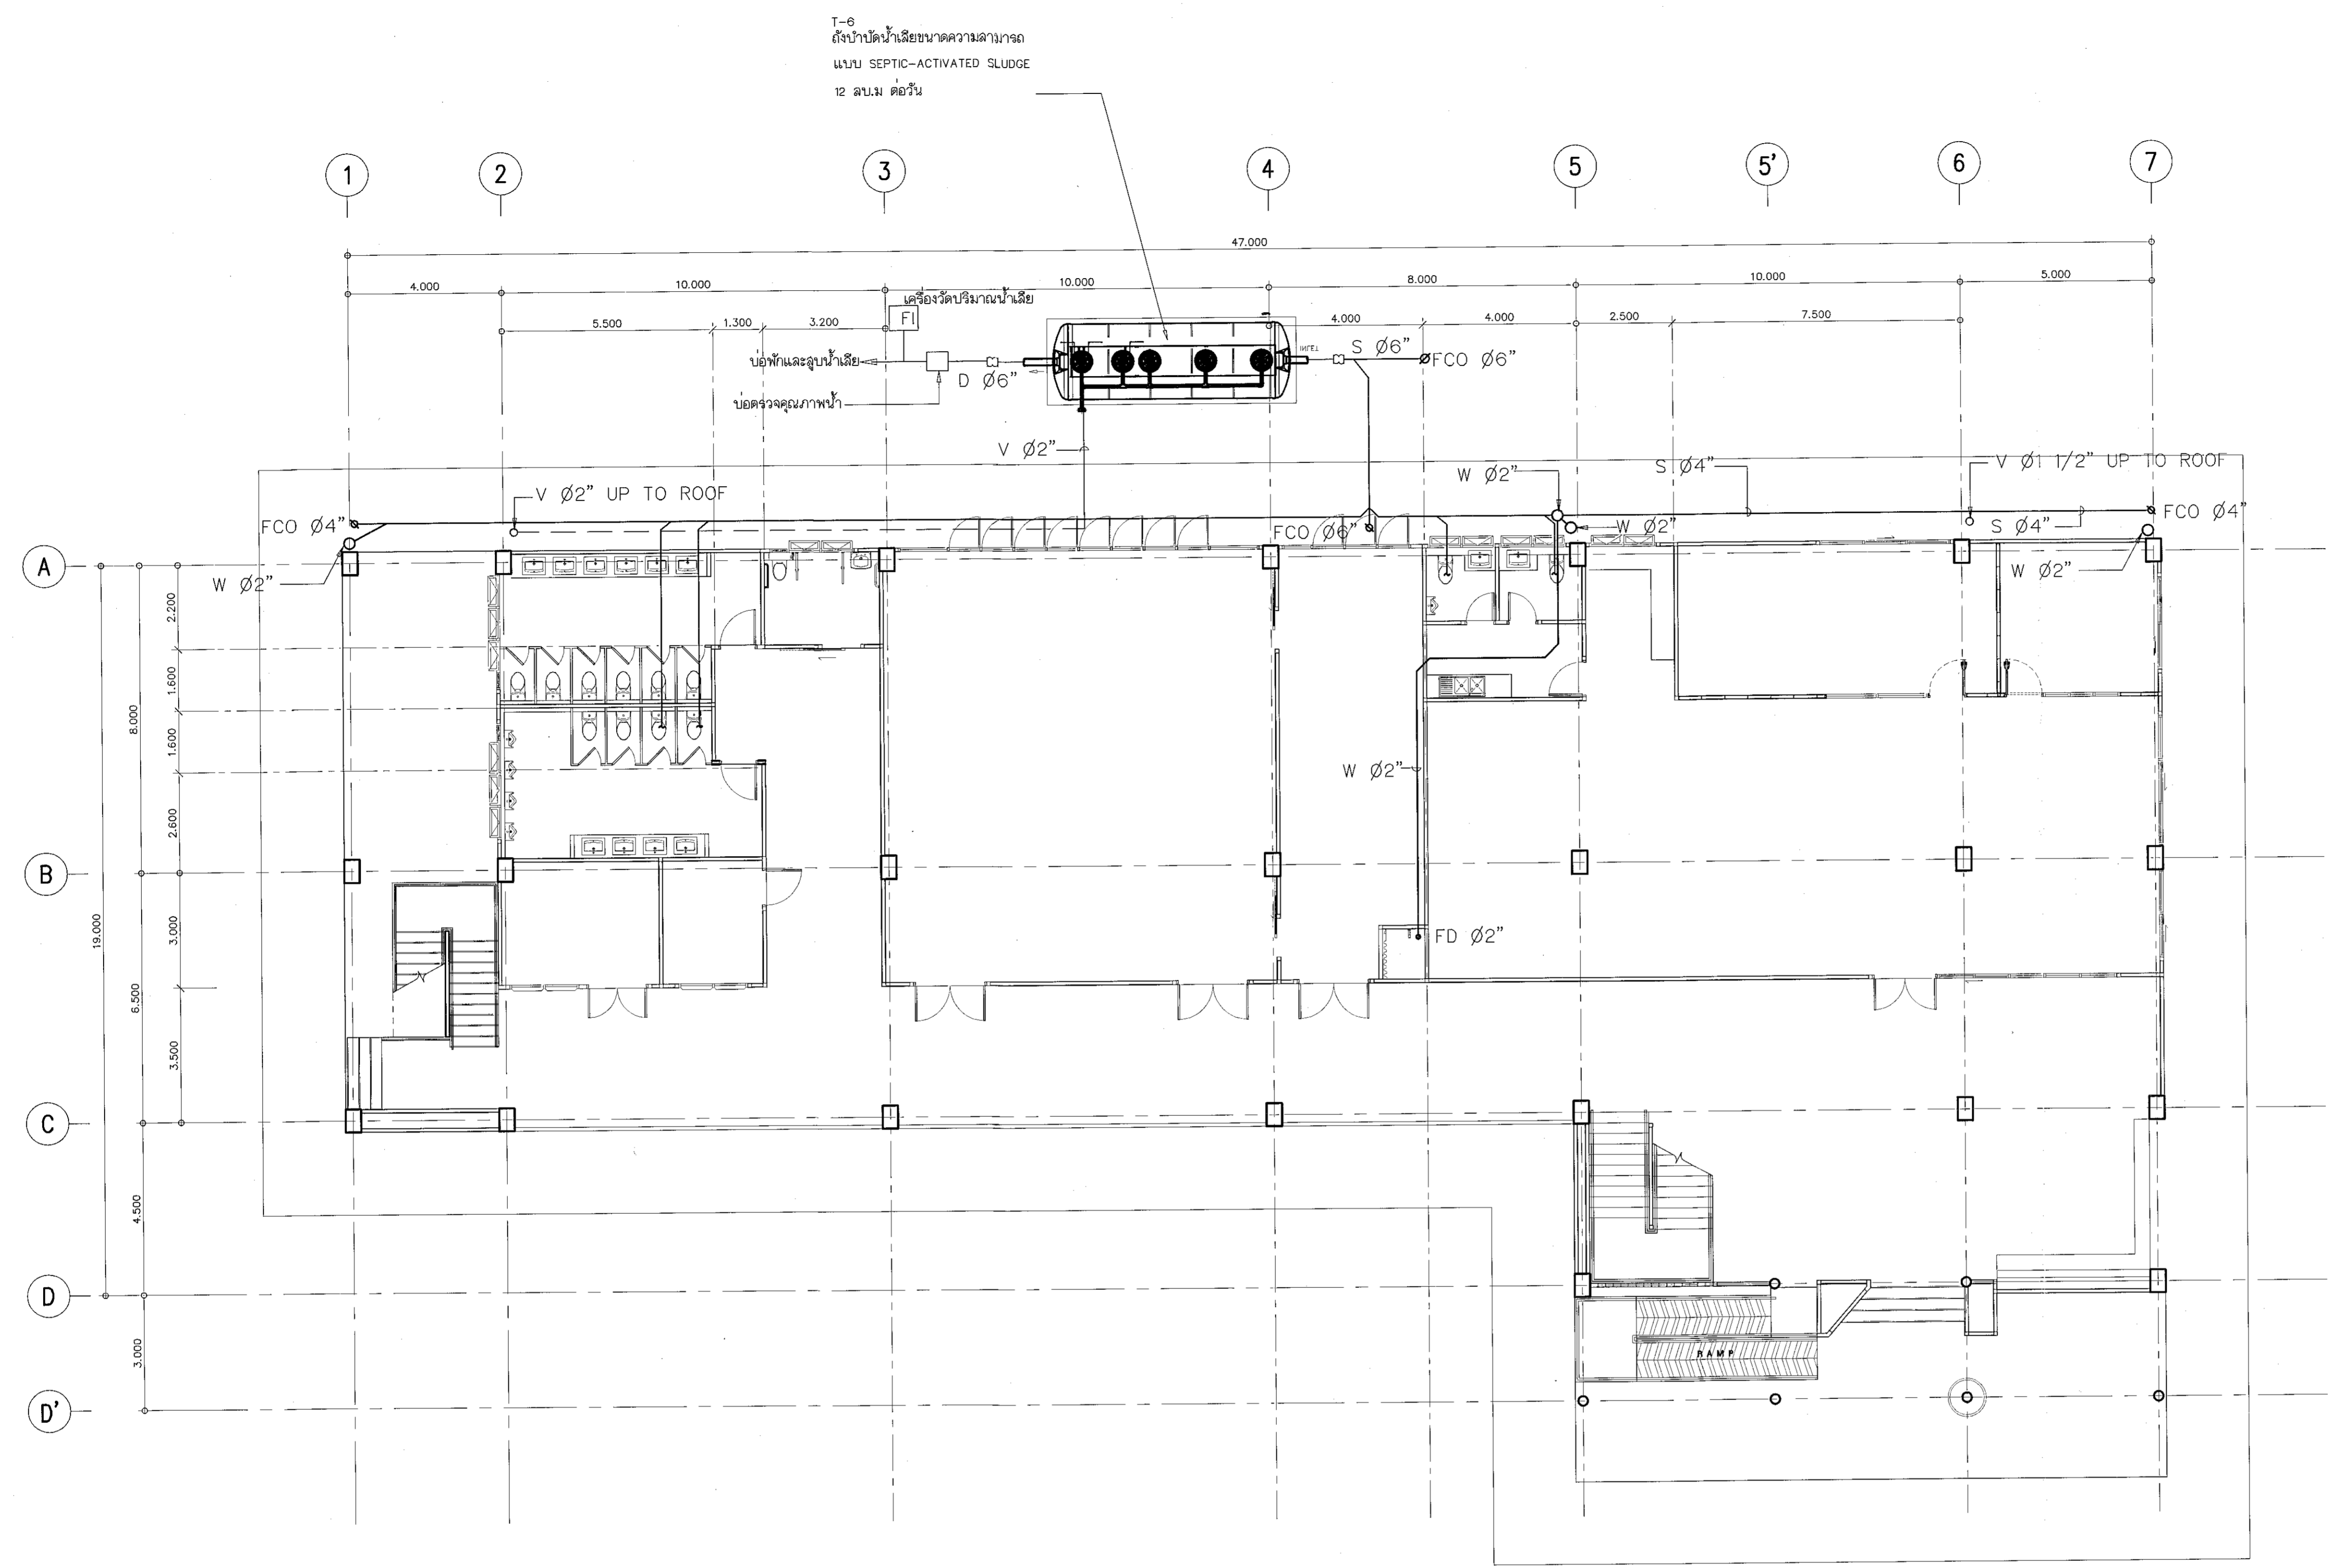 T-6
ถังบำบัดน้ำเสียขนาดความสามารถ
แบบ SEPTIC-ACTIVATED SLUDGE
12 ลบ.ม ต่อวัน
1
2
3
4
5
5'
6
7
47.000
4.000
10.000
10.000
8.000
10.000
5.000
5.500
1.300
3.200
4.000
4.000
2.500
7.500
เครื่องวัดปริมาณน้ำเสีย
FI
บ่อพักและสูบน้ำเสีย
D Ø6"
บ่อตรวจคุณภาพน้ำ
INLET
S Ø6"
FCO Ø6"
V Ø2"
W Ø2"
S Ø4"
V Ø1 1/2" UP TO ROOF
V Ø2" UP TO ROOF
FCO Ø4"
FCO Ø6"
W Ø2"
S Ø4"
FCO Ø4"
W Ø2"
W Ø2"
A
B
C
D
D'
2.200
1.600
1.600
2.600
3.000
3.500
8.000
6.500
4.500
3.000
19.000
W Ø2"
FD Ø2"
RAMP